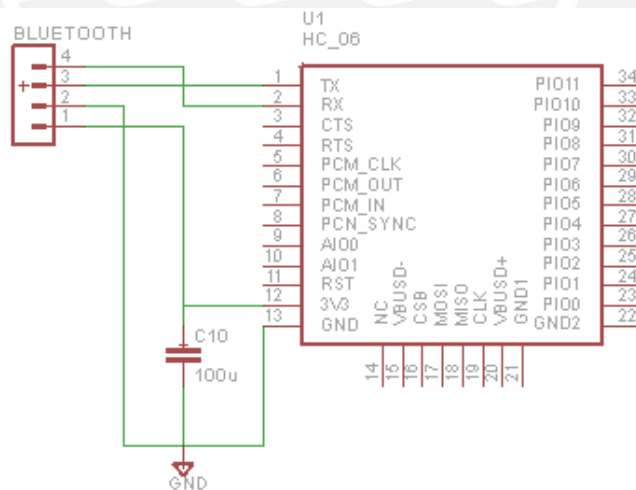 U1
HC_06
BLUETOOTH
4
3
2
1
1 TX PIO11 34
2 RX PIO10 33
3 CTS PIO9 32
4 RTS PIO8 31
5 PCM_CLK PIO7 30
6 PCM_OUT PIO6 29
7 PCM_IN PIO5 28
8 PCN_SYNC PIO4 27
9 AIO0 PIO3 26
10 AIO1 PIO2 25
11 RST PIO1 24
12 3V3 PIO0 23
13 GND GND2 22
NC VBUSD- CSB MOSI MISO CLK VBUSD+ GND1
14 15 16 17 18 19 20 21
C10
+
100u
GND